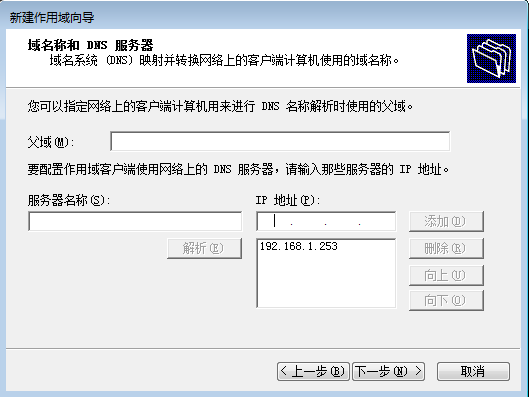 新建作用域向导
域名称和 DNS 服务器
域名系统 (DNS) 映射并转换网络上的客户端计算机使用的域名称。
您可以指定网络上的客户端计算机用来进行 DNS 名称解析时使用的父域。
父域(M):
要配置作用域客户端使用网络上的 DNS 服务器，请输入那些服务器的 IP 地址。
服务器名称(S): IP 地址(P):
. . . 添加(D)
解析(E) 192.168.1.253 删除(R)
向上(U)
向下(O)
< 上一步(B) 下一步(N) > 取消